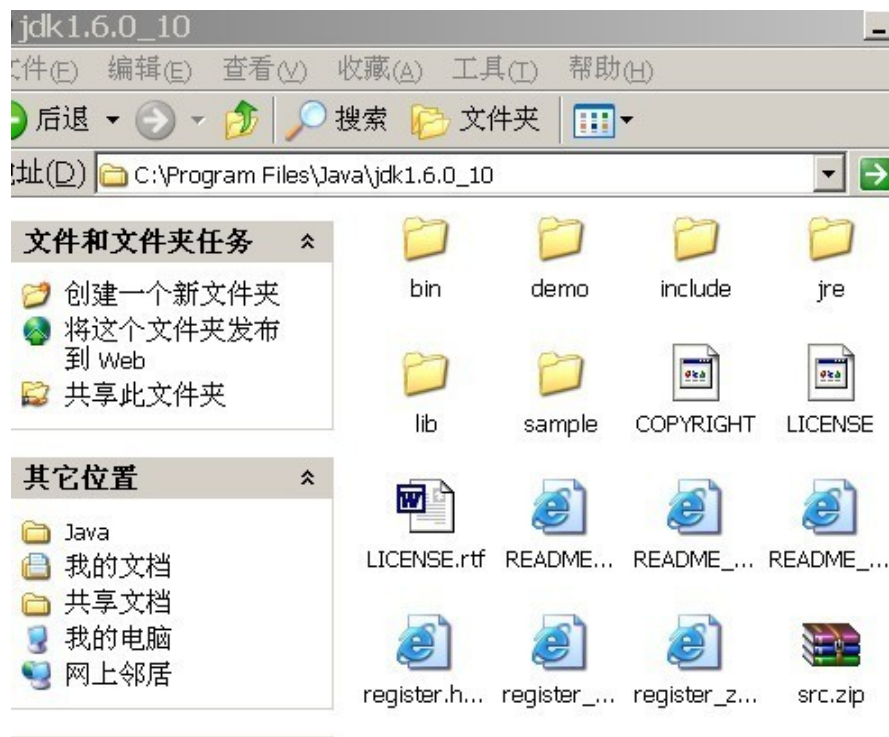 jdk1.6.0_10
件(F) 编辑(E) 查看(V) 收藏(A) 工具(T) 帮助(H)
后退 搜索 文件夹
址(D) C:\Program Files\Java\jdk1.6.0_10
文件和文件夹任务
创建一个新文件夹
将这个文件夹发布
到 Web
共享此文件夹
其它位置
Java
我的文档
共享文档
我的电脑
网上邻居
bin demo include jre
lib sample COPYRIGHT LICENSE
LICENSE.rtf README... README_... README_...
register.h... register_... register_z... src.zip